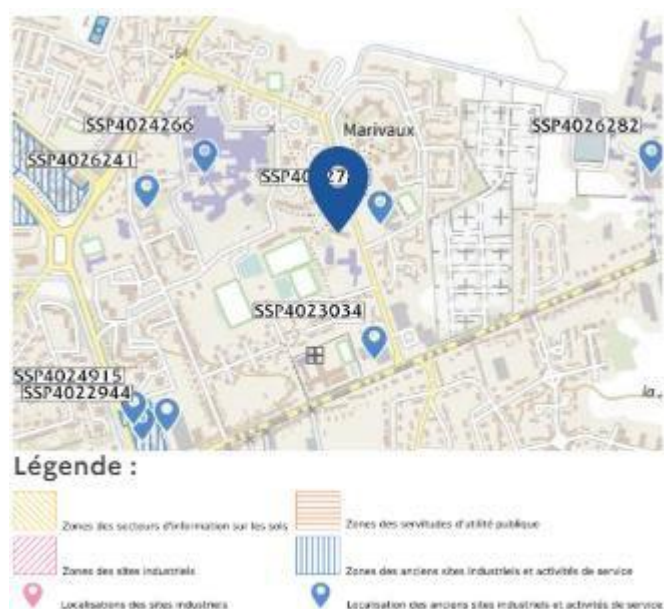 64
SSP4024266
Marivaux
SSP4026282
SSP4026241
SSP4023034
SSP4024915
SSP4022944
la
Légende :
Zones des secteurs d'information sur les sols
Zones des servitudes d'utilité publique
Zones des sites industriels
Zones des anciens sites industriels et activités de service
Localisations des sites industriels
Localisation des anciens sites industriels et activités de service